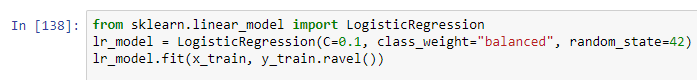 In [138]: from sklearn.linear_model import LogisticRegression
lr_model = LogisticRegression(C=0.1, class_weight="balanced", random_state=42)
lr_model.fit(x_train, y_train.ravel())